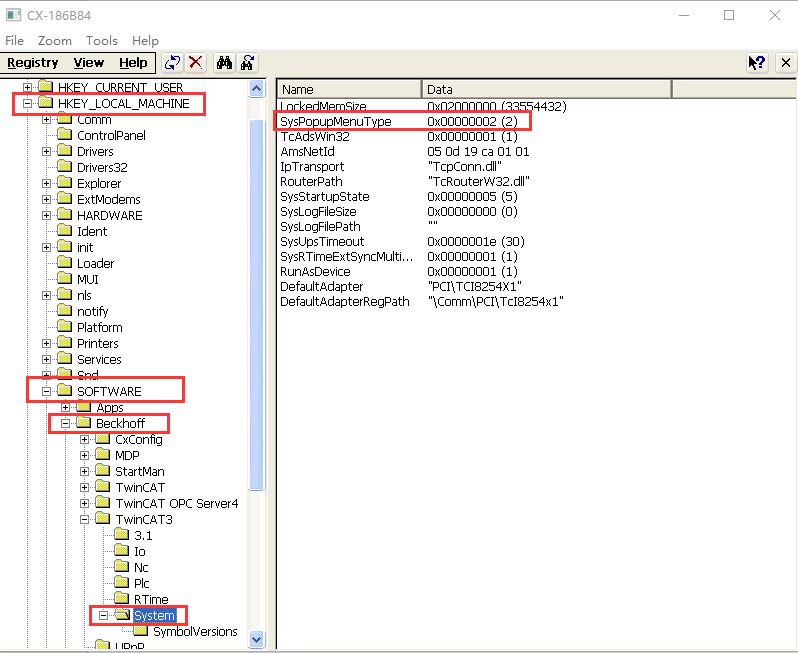 CX-186B84
File Zoom Tools Help
Registry View Help
HKEY_CURRENT_USER
HKEY_LOCAL_MACHINE
Comm
ControlPanel
Drivers
Drivers32
Explorer
ExtModems
HARDWARE
Ident
init
Loader
MUI
nls
notify
Platform
Printers
Services
Snd
SOFTWARE
Apps
Beckhoff
CxConfig
MDP
StartMan
TwinCAT
TwinCAT OPC Server4
TwinCAT3
3.1
Io
Nc
Plc
RTime
System
SymbolVersions
UPnP
Name Data
LockedMemSize 0x02000000 (33554432)
SysPopupMenuType 0x00000002 (2)
TcAdsWin32 0x00000001 (1)
AmsNetId 05 0d 19 ca 01 01
IpTransport "TcpConn.dll"
RouterPath "TcRouterW32.dll"
SysStartupState 0x00000005 (5)
SysLogFileSize 0x00000000 (0)
SysLogFilePath ""
SysUpsTimeout 0x0000001e (30)
SysRTimeExtSyncMulti... 0x00000001 (1)
RunAsDevice 0x00000001 (1)
DefaultAdapter "PCI\TCI8254X1"
DefaultAdapterRegPath "\Comm\PCI\TcI8254x1"